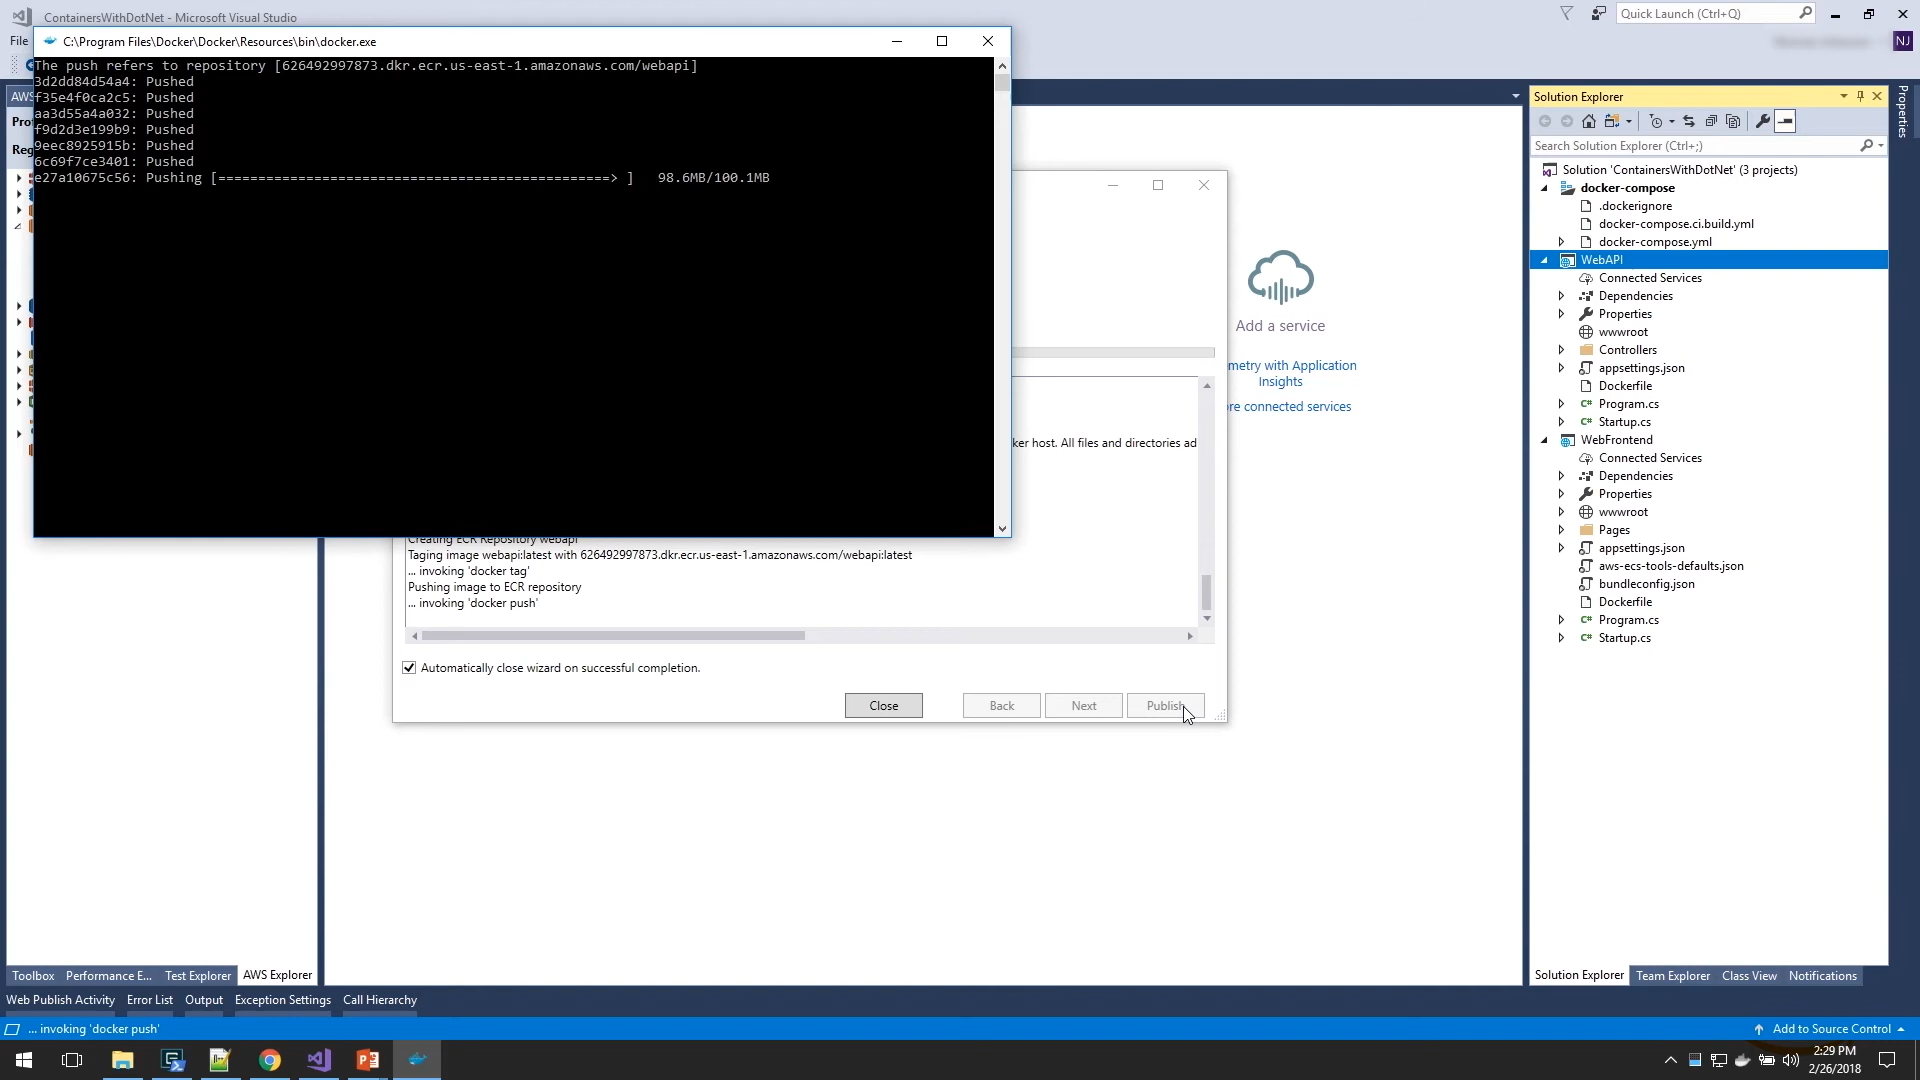 ContainersWithDotNet - Microsoft Visual Studio
Quick Launch (Ctrl+Q)
File
NJ
C:\Program Files\Docker\Docker\Resources\bin\docker.exe
The push refers to repository [626492997873.dkr.ecr.us-east-1.amazonaws.com/webapi]
3d2dd84d54a4: Pushed
f35e4f0ca2c5: Pushed
aa3d55a4a032: Pushed
f9d2d3e199b9: Pushed
9eec8925915b: Pushed
6c69f7ce3401: Pushed
e27a10675c56: Pushing [=================================================> ] 98.6MB/100.1MB
AWS
Pro
Reg
Add a service
metry with Application
Insights
re connected services
ker host. All files and directories ad
Creating ECR Repository webapi
Taging image webapi:latest with 626492997873.dkr.ecr.us-east-1.amazonaws.com/webapi:latest
... invoking 'docker tag'
Pushing image to ECR repository
... invoking 'docker push'
Automatically close wizard on successful completion.
Close
Back
Next
Publish
Solution Explorer
Search Solution Explorer (Ctrl+;)
Solution 'ContainersWithDotNet' (3 projects)
docker-compose
.dockerignore
docker-compose.ci.build.yml
docker-compose.yml
WebAPI
Connected Services
Dependencies
Properties
wwwroot
Controllers
appsettings.json
Dockerfile
C# Program.cs
C# Startup.cs
WebFrontend
Connected Services
Dependencies
Properties
wwwroot
Pages
appsettings.json
aws-ecs-tools-defaults.json
bundleconfig.json
Dockerfile
C# Program.cs
C# Startup.cs
Properties
Toolbox
Performance E...
Test Explorer
AWS Explorer
Solution Explorer
Team Explorer
Class View
Notifications
Web Publish Activity
Error List
Output
Exception Settings
Call Hierarchy
... invoking 'docker push'
Add to Source Control
2:29 PM
2/26/2018